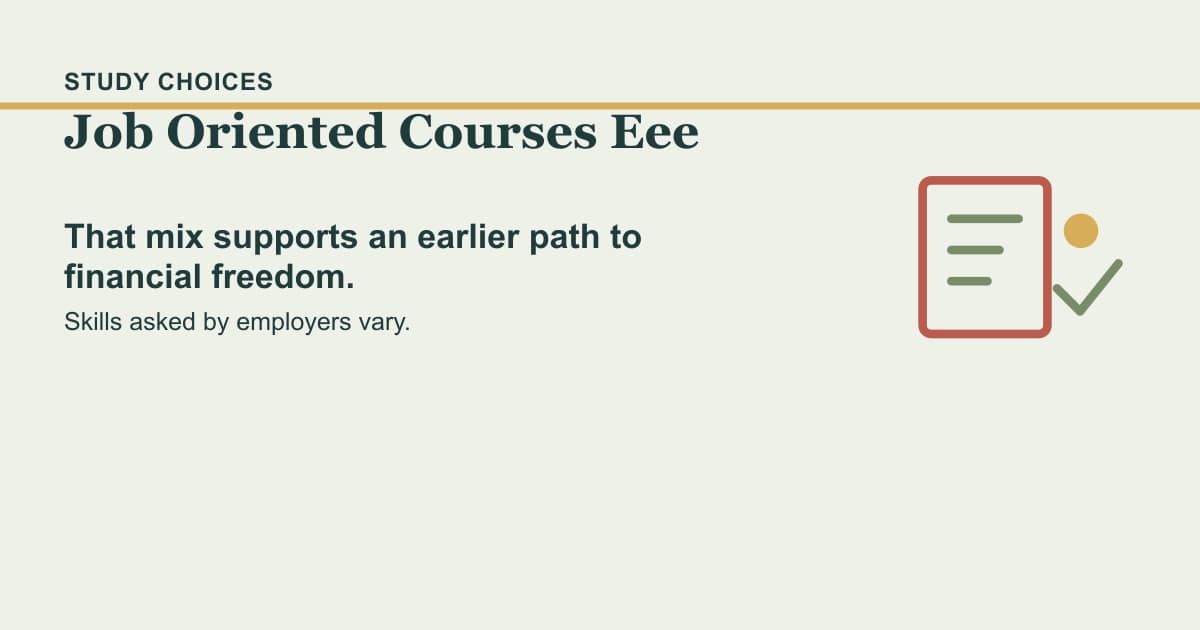 STUDY CHOICES
Job Oriented Courses Eee
That mix supports an earlier path to
financial freedom.
Skills asked by employers vary.